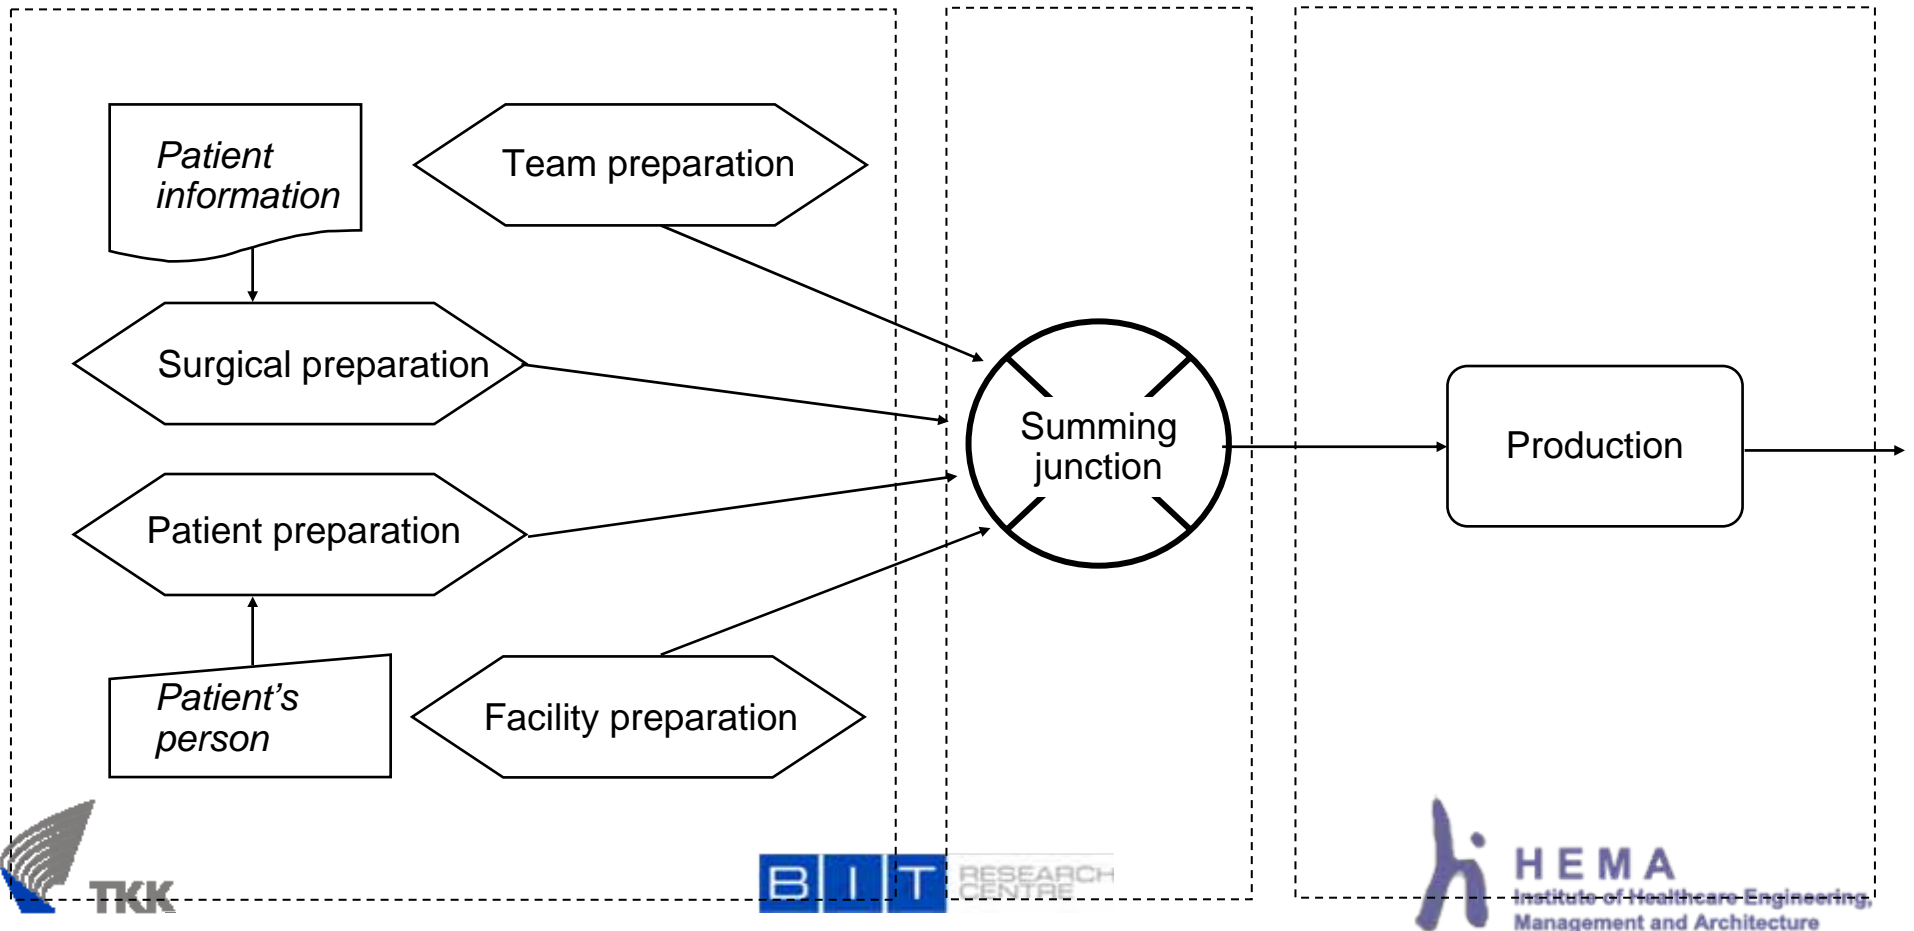 Patient
information
Team preparation
Surgical preparation
Patient preparation
Patient's
person
Facility preparation
Summing
junction
Production
TKK
BIT RESEARCH
CENTRE
HEMA
Institute of Healthcare Engineering,
Management and Architecture